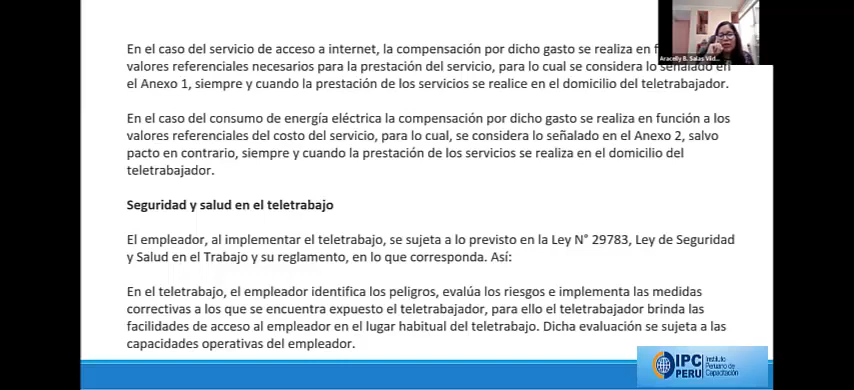 En el caso del servicio de acceso a internet, la compensación por dicho gasto se realiza en
valores referenciales necesarios para la prestación del servicio, para lo cual se considera lo señalado en
el Anexo 1, siempre y cuando la prestación de los servicios se realice en el domicilio del teletrabajador.
En el caso del consumo de energía eléctrica la compensación por dicho gasto se realiza en función a los
valores referenciales del costo del servicio, para lo cual, se considera lo señalado en el Anexo 2, salvo
pacto en contrario, siempre y cuando la prestación de los servicios se realiza en el domicilio del
teletrabajador.
Seguridad y salud en el teletrabajo
El empleador, al implementar el teletrabajo, se sujeta a lo previsto en la Ley N° 29783, Ley de Seguridad
y Salud en el Trabajo y su reglamento, en lo que corresponda. Así:
En el teletrabajo, el empleador identifica los peligros, evalúa los riesgos e implementa las medidas
correctivas a los que se encuentra expuesto el teletrabajador, para ello el teletrabajador brinda las
facilidades de acceso al empleador en el lugar habitual del teletrabajo. Dicha evaluación se sujeta a las
capacidades operativas del empleador.
Aracelly B. Salas
IPC
PERÚ
Instituto
Peruano de
Capacitación